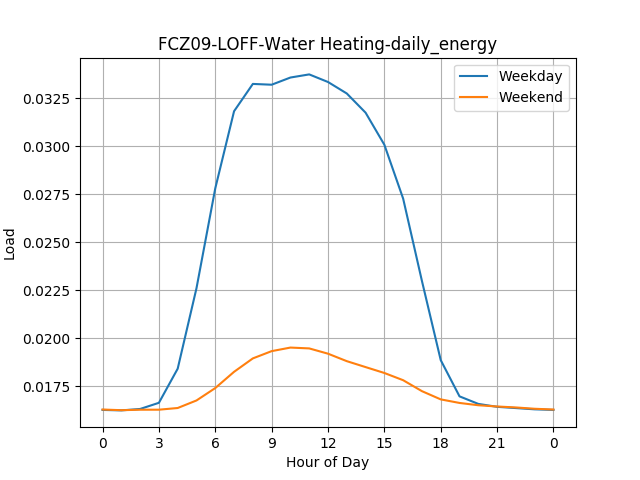 FCZ09-LOFF-Water Heating-daily_energy
Weekday
Weekend
0.0325
0.0300
0.0275
0.0250
0.0225
0.0200
0.0175
Load
0 3 6 9 12 15 18 21 0
Hour of Day